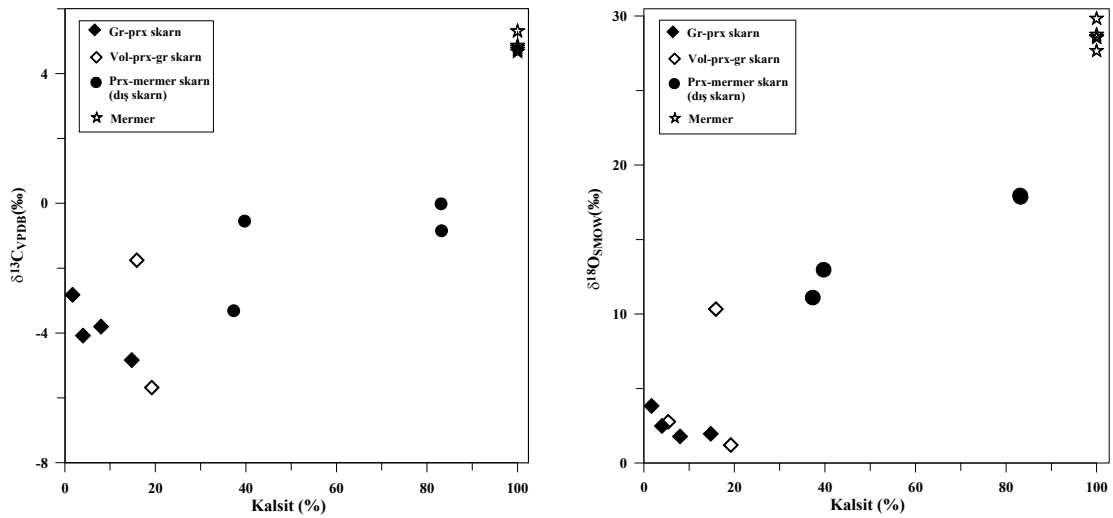 Gr-prx skarn
Vol-prx-gr skarn
Prx-mermer skarn
(dış skarn)
Mermer
4
0
-4
-8
δ¹³C_VPDB(‰)
0 20 40 60 80 100
Kalsit (%)
Gr-prx skarn
Vol-prx-gr skarn
Prx-mermer skarn
(dış skarn)
Mermer
30
20
10
0
δ¹⁸O_SMOW(‰)
0 20 40 60 80 100
Kalsit (%)